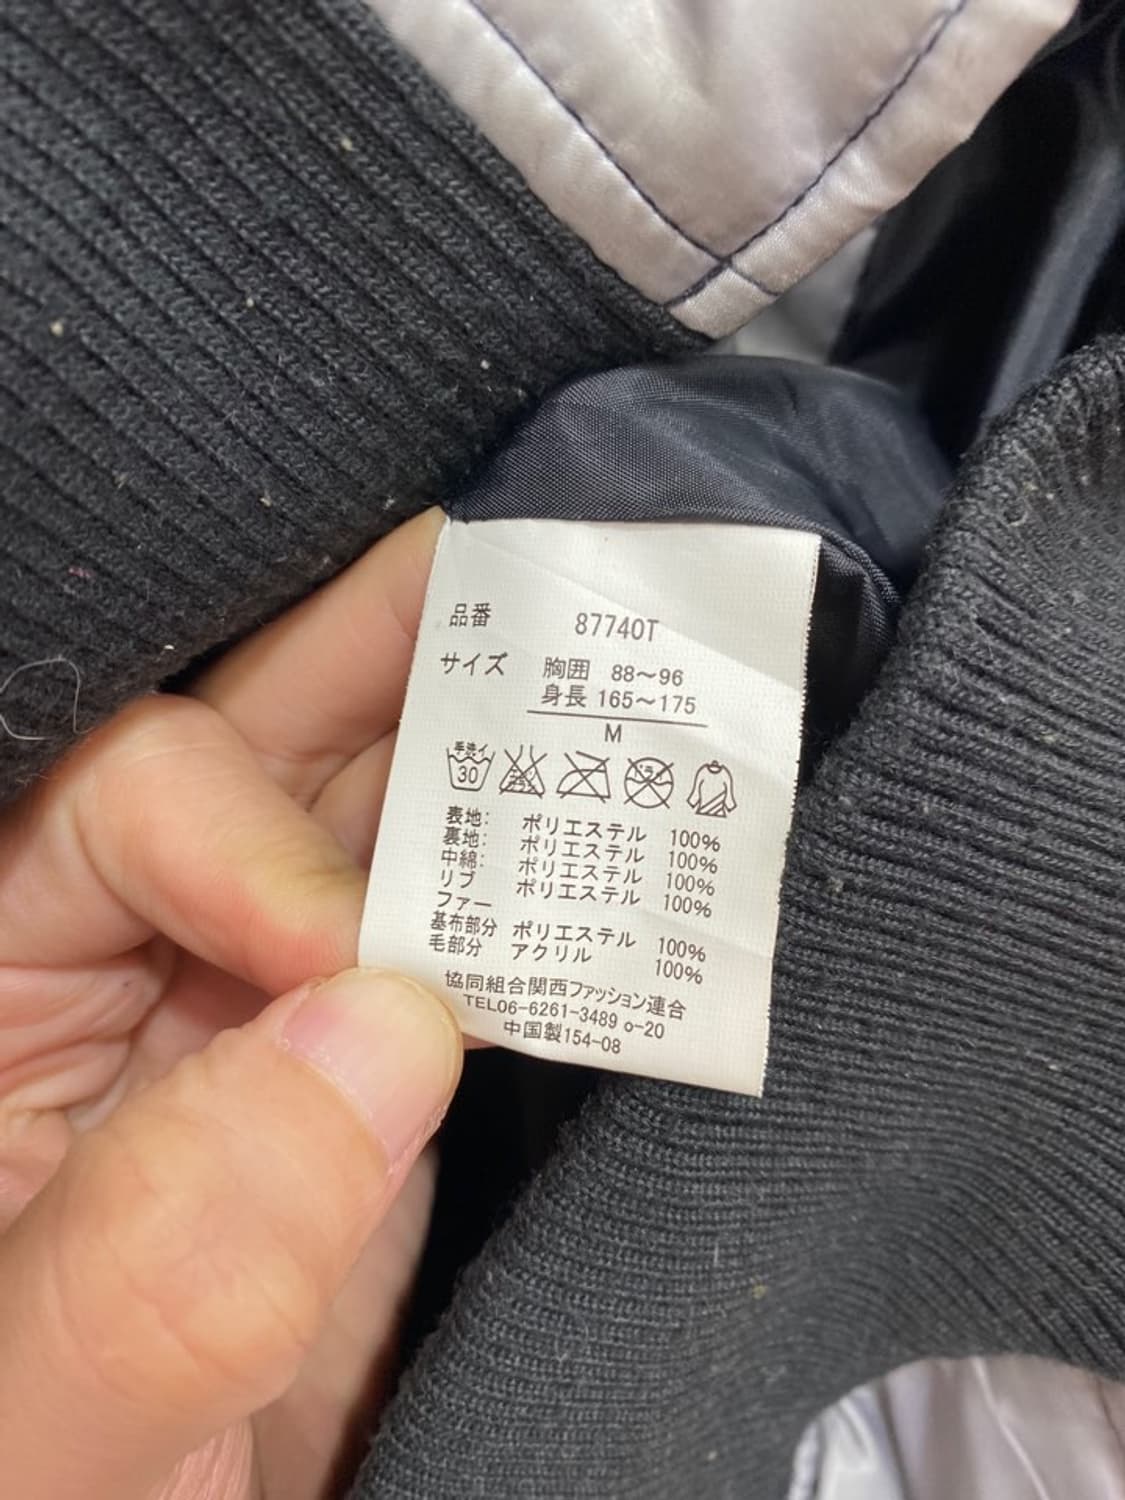 品番 87740T
サイズ 胸囲 88～96
身長 165～175
M
手洗イ
30
表地: ポリエステル 100%
裏地: ポリエステル 100%
中綿: ポリエステル 100%
リブ ポリエステル 100%
ファー
基布部分 ポリエステル 100%
毛部分 アクリル 100%
協同組合関西ファッション連合
TEL06-6261-3489 o-20
中国製154-08